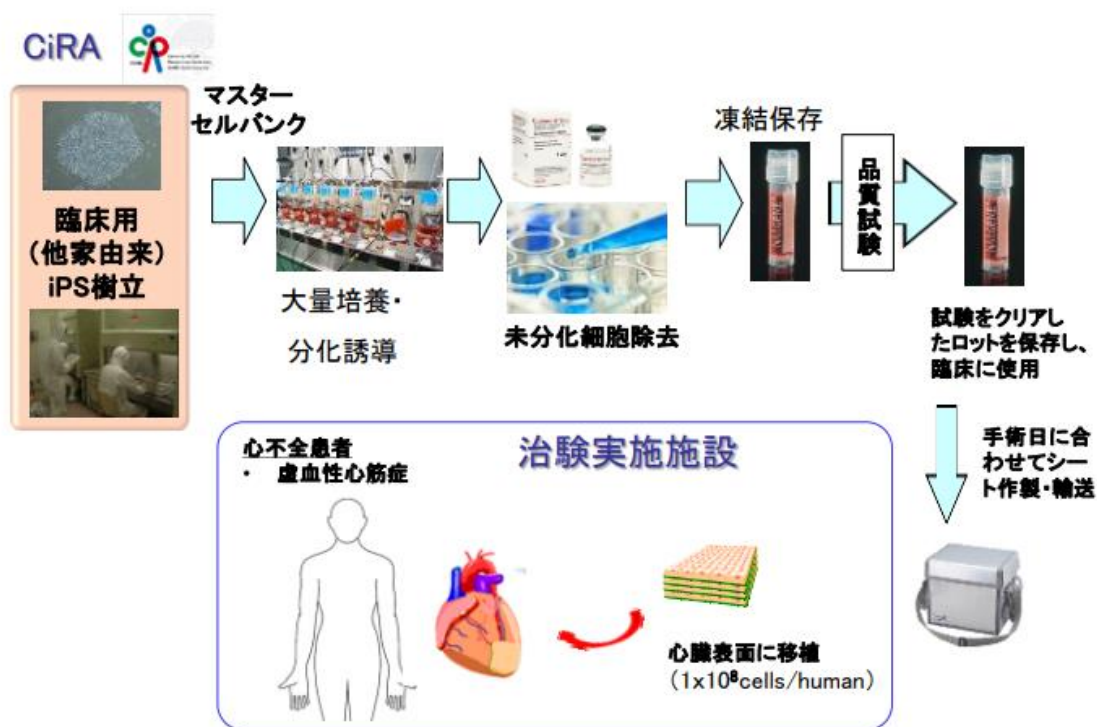 CiRA
臨床用
（他家由来）
iPS樹立
マスター
セルバンク
大量培養・
分化誘導
未分化細胞除去
凍結保存
品質試験
試験をクリアし
たロットを保存し、
臨床に使用
手術日に合
わせてシー
ト作製・輸送
治験実施施設
心不全患者
・ 虚血性心筋症
心臓表面に移植
（1x10⁸cells/human）